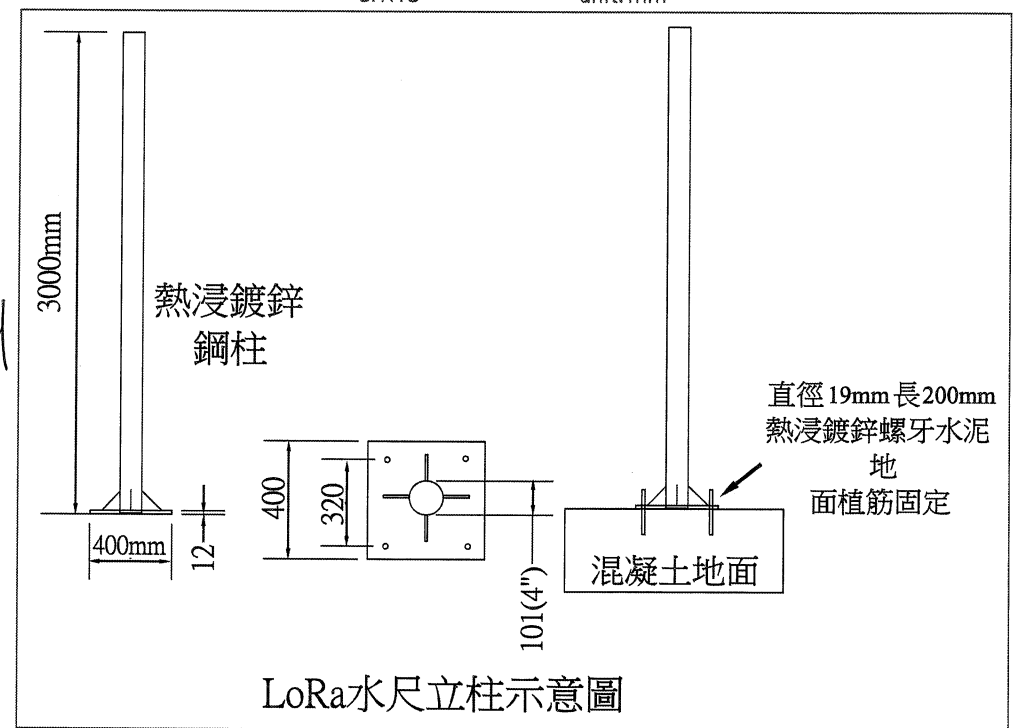 3000mm
熱浸鍍鋅
鋼柱
400mm
12
400
320
101(4")
直徑19mm長200mm
熱浸鍍鋅螺牙水泥
地
面植筋固定
混凝土地面
LoRa水尺立柱示意圖